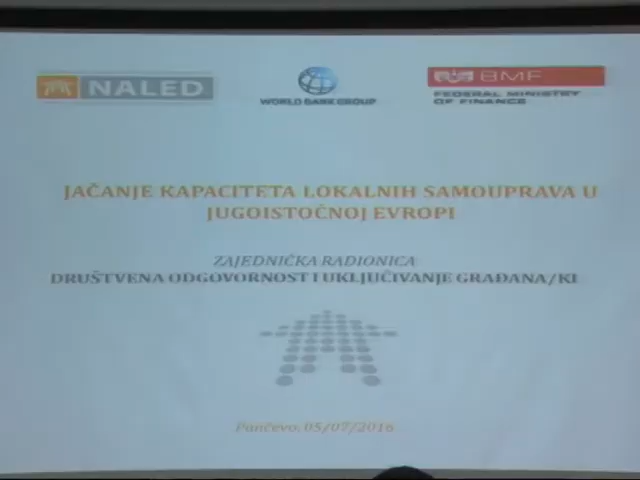 NALED
WORLD BANK GROUP
BMF
FEDERAL MINISTRY
OF FINANCE
JAČANJE KAPACITETA LOKALNIH SAMOUPRAVA U
JUGOISTOČNOJ EVROPI
ZAJEDNIČKA RADIONICA
DRUŠTVENA ODGOVORNOST I UKLJUČIVANJE GRAĐANA/KI
Pančevo, 05/07/2016